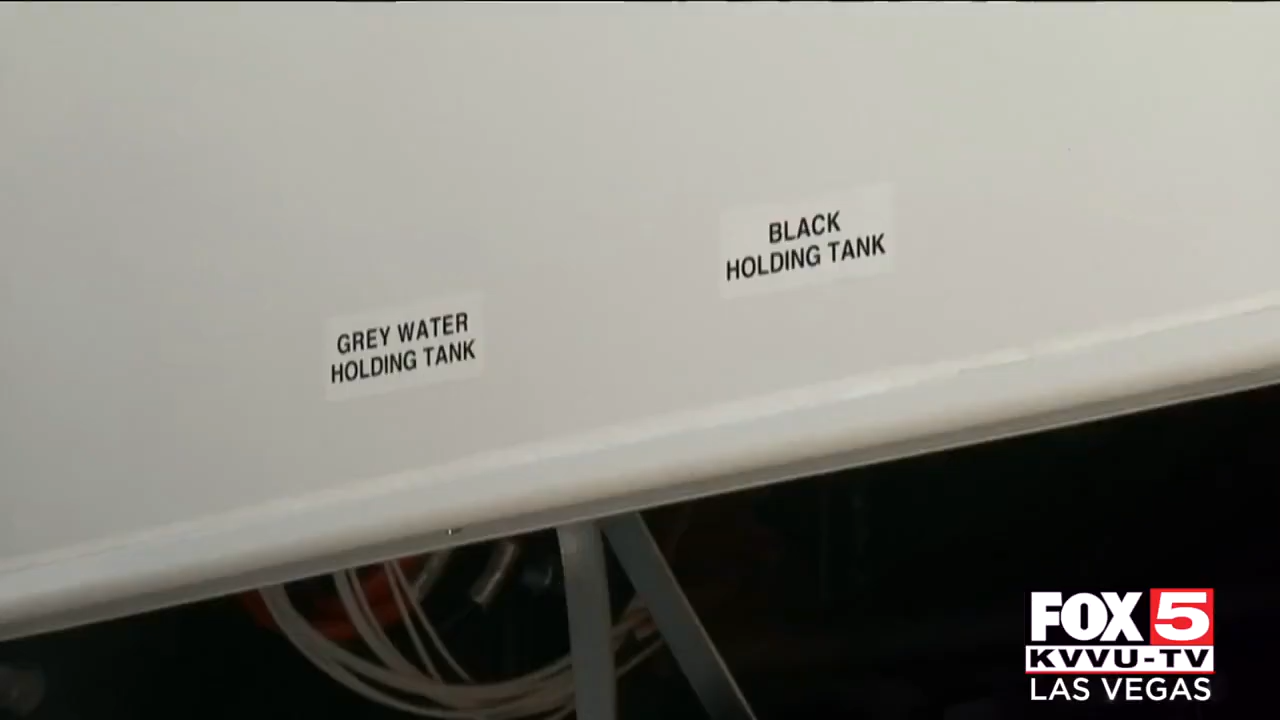 GREY WATER
HOLDING TANK
BLACK
HOLDING TANK
FOX 5
KVVU-TV
LAS VEGAS